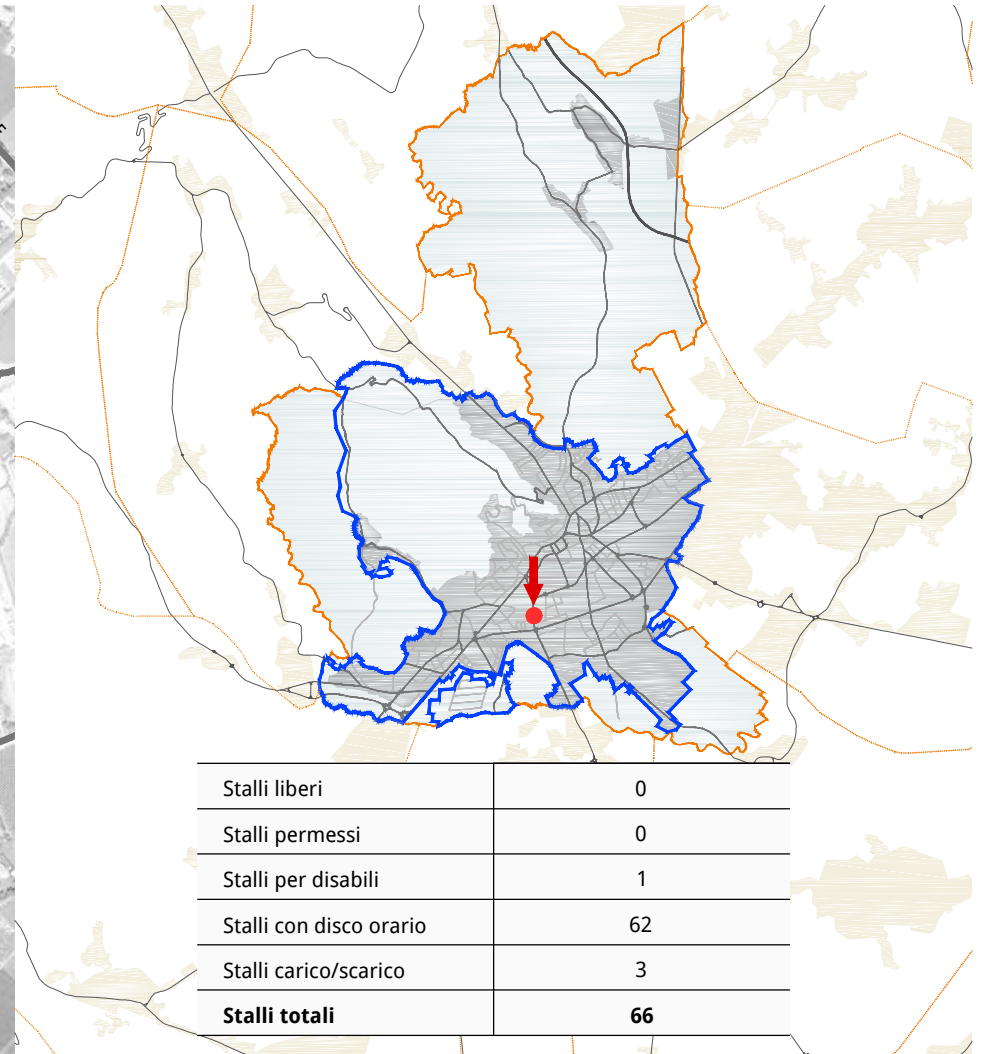 Stalli liberi 0
Stalli permessi 0
Stalli per disabili 1
Stalli con disco orario 62
Stalli carico/scarico 3
Stalli totali 66